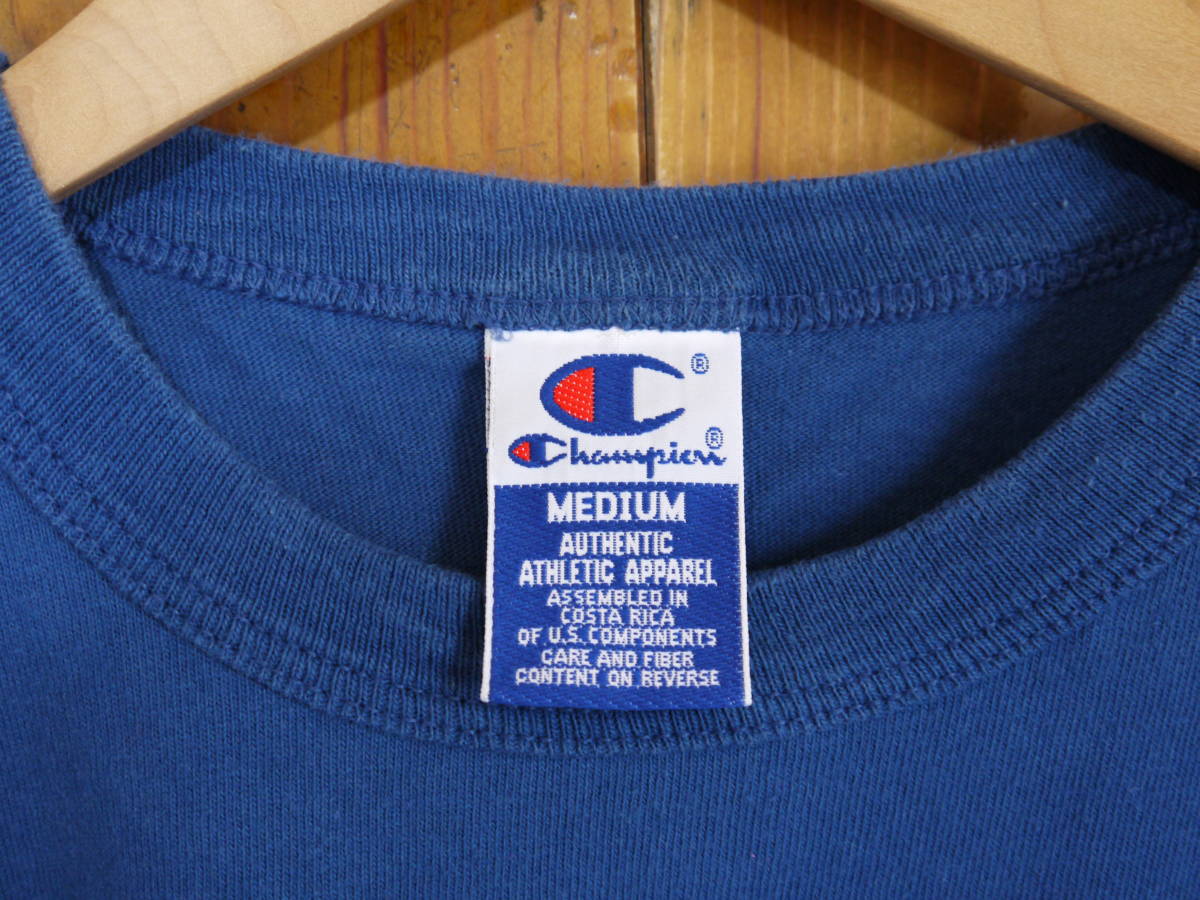 ®
Champion®
MEDIUM
AUTHENTIC
ATHLETIC APPAREL
ASSEMBLED IN
COSTA RICA
OF U.S. COMPONENTS
CARE AND FIBER
CONTENT ON REVERSE